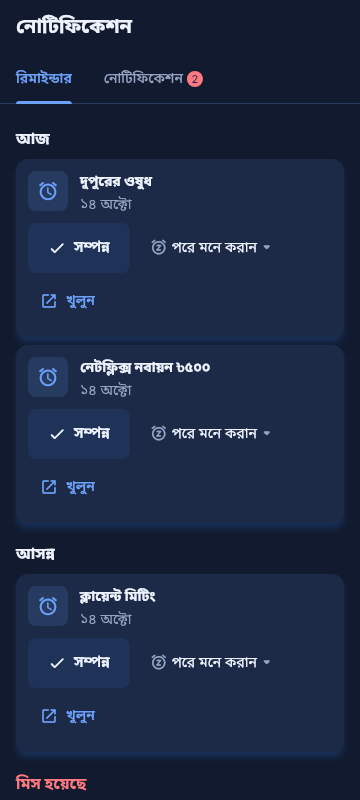 নোটিফিকেশন
রিমাইন্ডার
নোটিফিকেশন 2
আজ
দুপুরের ওষুধ
১৪ অক্টো
সম্পন্ন
পরে মনে করান
খুলুন
নেটফ্লিক্স নবায়ন ৳৫০০
১৪ অক্টো
সম্পন্ন
পরে মনে করান
খুলুন
আসন্ন
ক্লায়েন্ট মিটিং
১৪ অক্টো
সম্পন্ন
পরে মনে করান
খুলুন
মিস হয়েছে